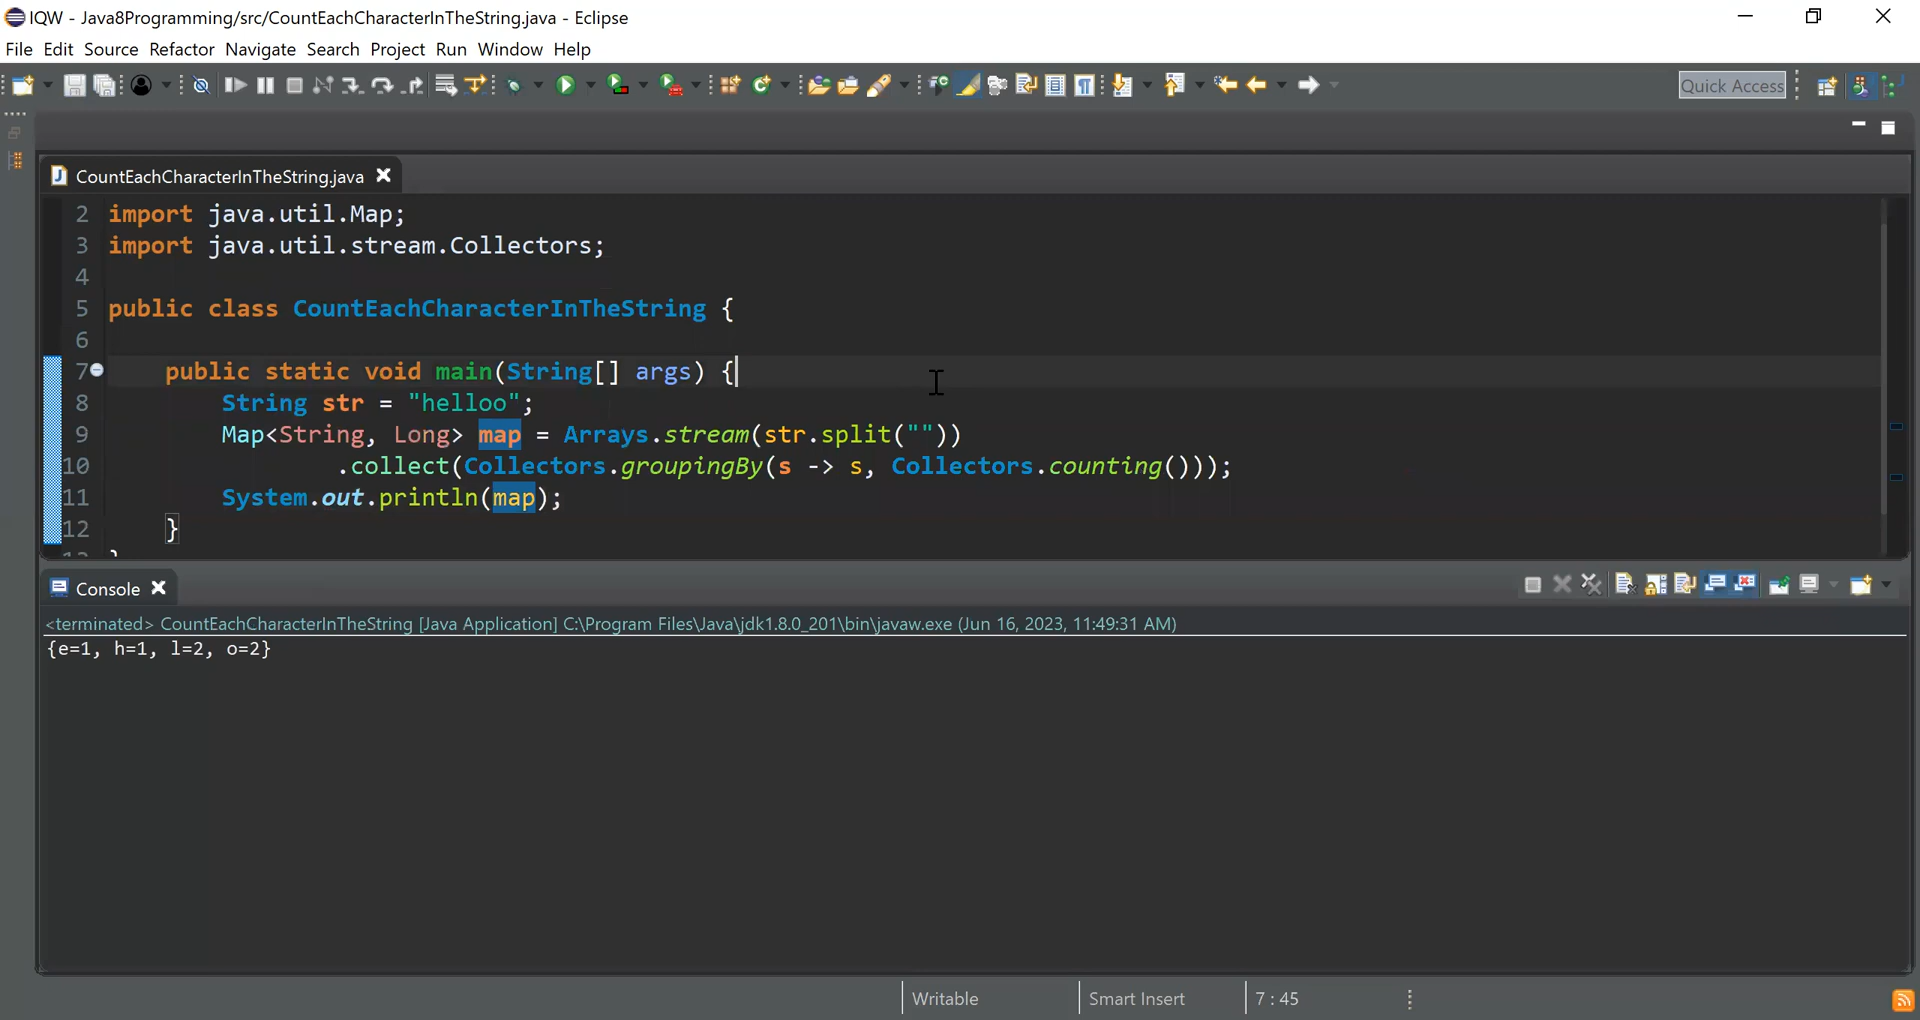 IQW - Java8Programming/src/CountEachCharacterInTheString.java - Eclipse
File Edit Source Refactor Navigate Search Project Run Window Help
Quick Access
CountEachCharacterInTheString.java
2 import java.util.Map;
3 import java.util.stream.Collectors;
4
5 public class CountEachCharacterInTheString {
6
7 public static void main(String[] args) {
8 String str = "helloo";
9 Map<String, Long> map = Arrays.stream(str.split(""))
10 .collect(Collectors.groupingBy(s -> s, Collectors.counting()));
11 System.out.println(map);
12 }
Console
<terminated> CountEachCharacterInTheString [Java Application] C:\Program Files\Java\jdk1.8.0_201\bin\javaw.exe (Jun 16, 2023, 11:49:31 AM)
{e=1, h=1, l=2, o=2}
Writable Smart Insert 7 : 45